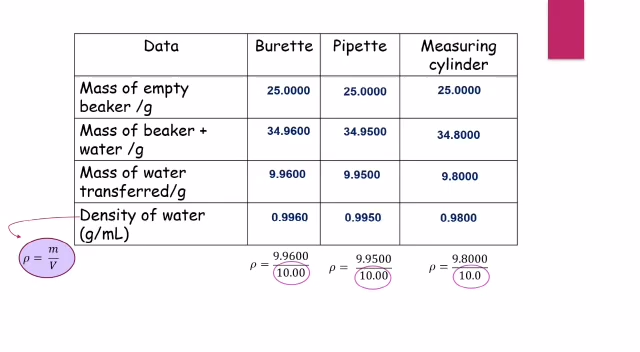 Data Burette Pipette Measuring
cylinder
Mass of empty
beaker /g 25.0000 25.0000 25.0000
Mass of beaker +
water /g 34.9600 34.9500 34.8000
Mass of water
transferred/g 9.9600 9.9500 9.8000
Density of water
(g/mL) 0.9960 0.9950 0.9800
ρ = m/V
ρ = 9.9600/10.00
ρ = 9.9500/10.00
ρ = 9.8000/10.0